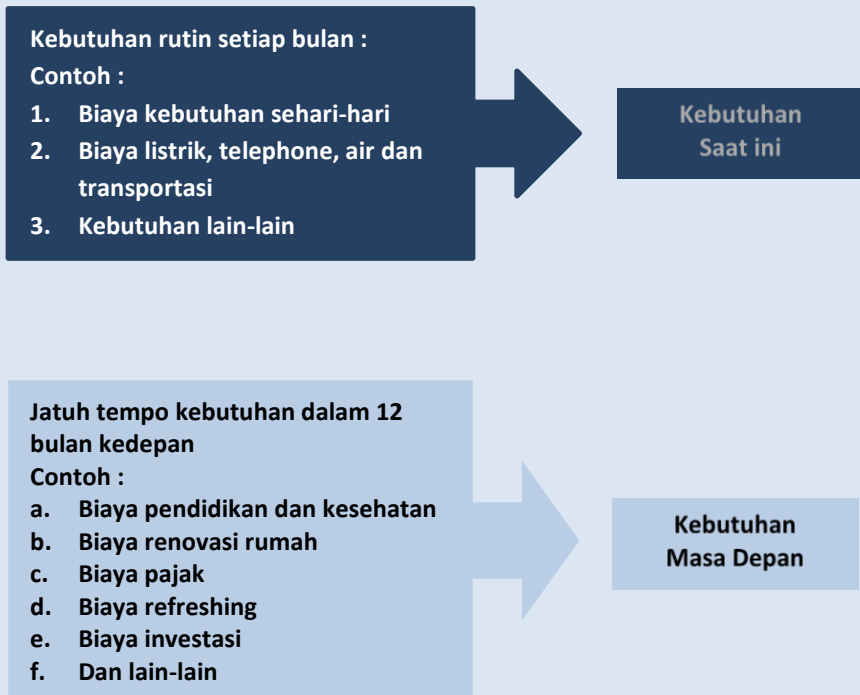 Kebutuhan rutin setiap bulan :
Contoh :
1. Biaya kebutuhan sehari-hari
2. Biaya listrik, telephone, air dan
transportasi
3. Kebutuhan lain-lain
Kebutuhan
Saat ini
Jatuh tempo kebutuhan dalam 12
bulan kedepan
Contoh :
a. Biaya pendidikan dan kesehatan
b. Biaya renovasi rumah
c. Biaya pajak
d. Biaya refreshing
e. Biaya investasi
f. Dan lain-lain
Kebutuhan
Masa Depan